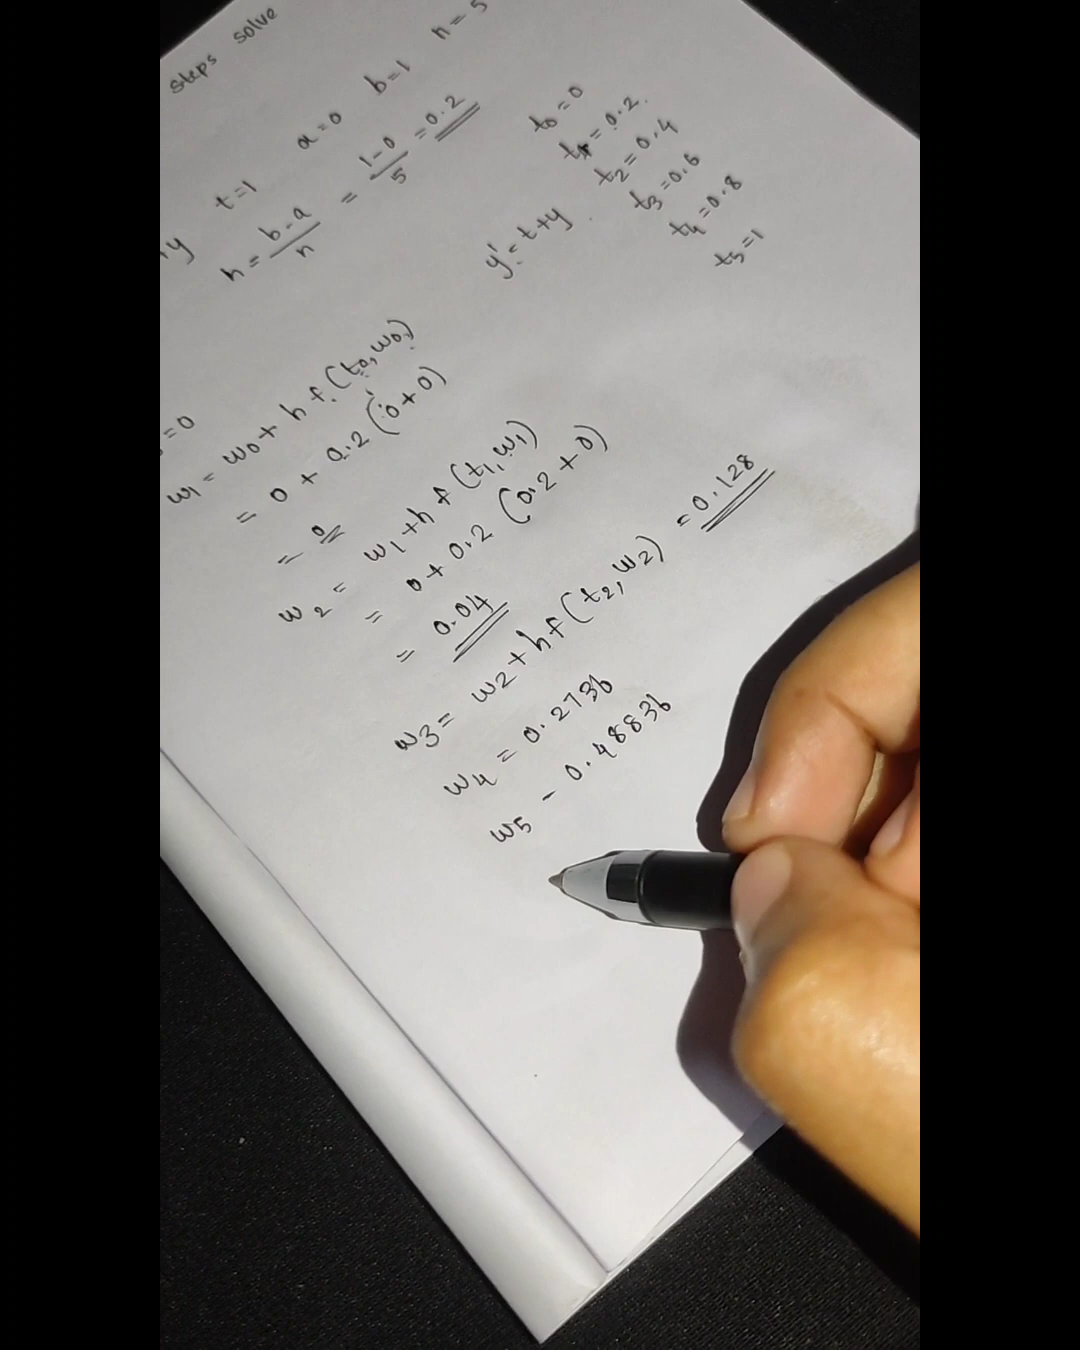 steps solve
y t=1 a=0 b=1 n=5
h = b-a/n = 1-0/5 = 0.2
t0 = 0
t1 = 0.2.
t2 = 0.4
y' = t+y. t3 = 0.6
t4 = 0.8
t5 = 1
=0
w1 = w0 + h f (t0, w0)
= 0 + 0.2 (0+0)
= 0
w2 = w1 + h f (t1, w1)
= 0 + 0.2 (0.2 + 0)
= 0.04
w3 = w2 + h f (t2, w2) = 0.128
w4 = 0.2736
w5 - 0.48836